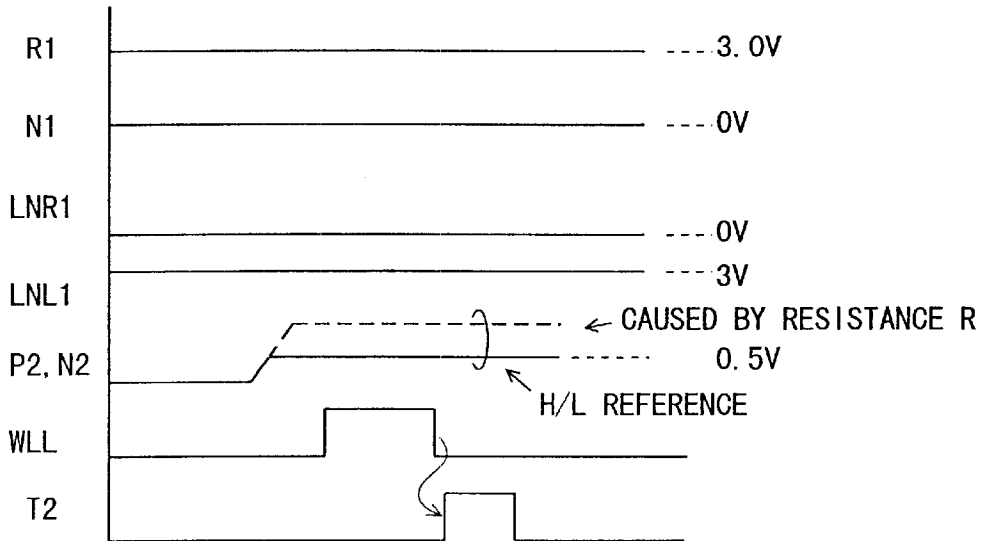 R1 3.0V
N1 0V
LNR1 0V
LNL1 3V
CAUSED BY RESISTANCE R
P2, N2 0.5V
H/L REFERENCE
WLL
T2